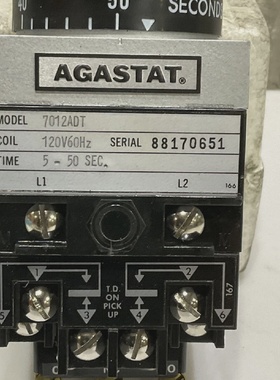 40 50 SECONDS
AGASTAT®
MODEL 7012ADT
COIL 120V60Hz SERIAL 88170651
TIME 5 - 50 SEC.
L1 L2 166
1 T.D. 2
ON
5 3 PICK 4 6
UP
167